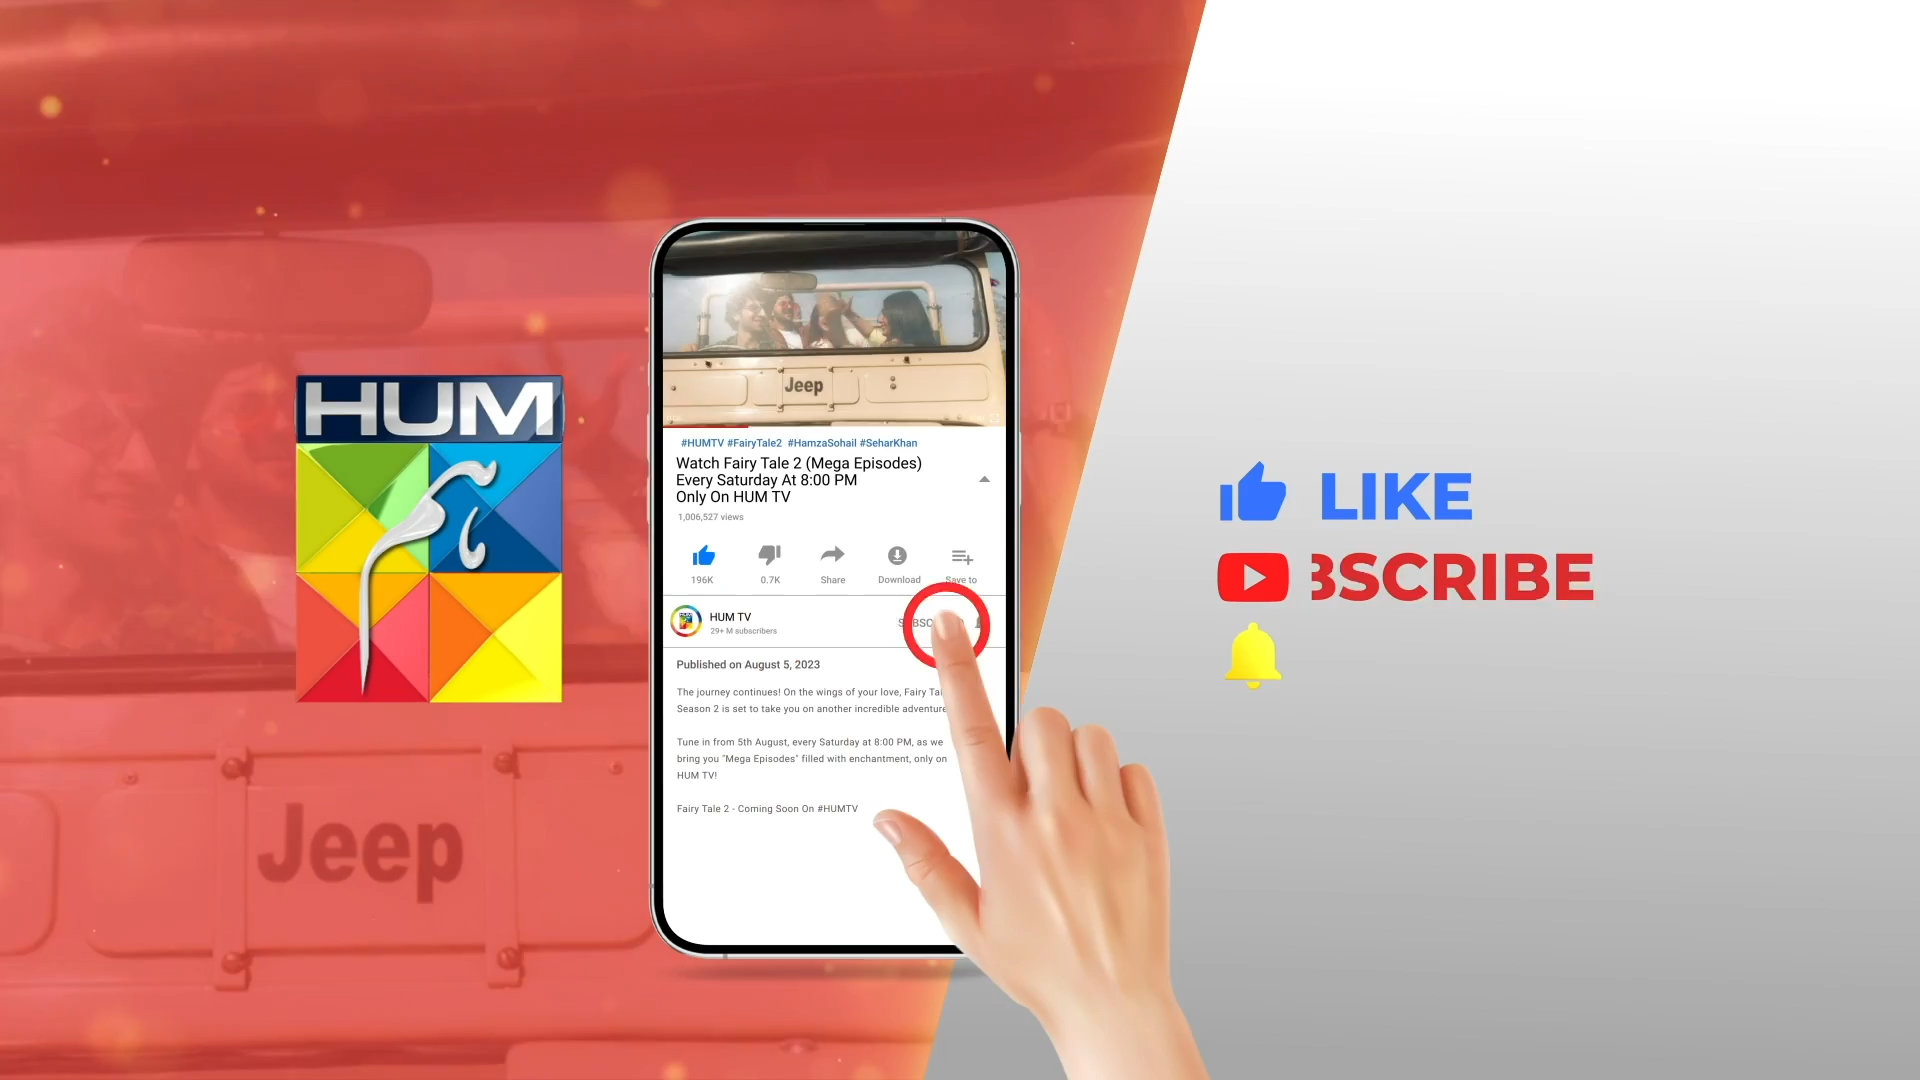 HUM
Jeep
Jeep
#HUMTV #FairyTale2 #HamzaSohail #SeharKhan
Watch Fairy Tale 2 (Mega Episodes)
Every Saturday At 8:00 PM
Only On HUM TV
1,006,527 views
196K
0.7K
Share
Download
Save to
HUM TV
29+ M subscribers
Published on August 5, 2023
The journey continues! On the wings of your love, Fairy
Season 2 is set to take you on another incredible adventure
Tune in from 5th August, every Saturday at 8:00 PM, as we
bring you "Mega Episodes" filled with enchantment, only on
HUM TV!
Fairy Tale 2 - Coming Soon On #HUMTV
LIKE
BSCRIBE